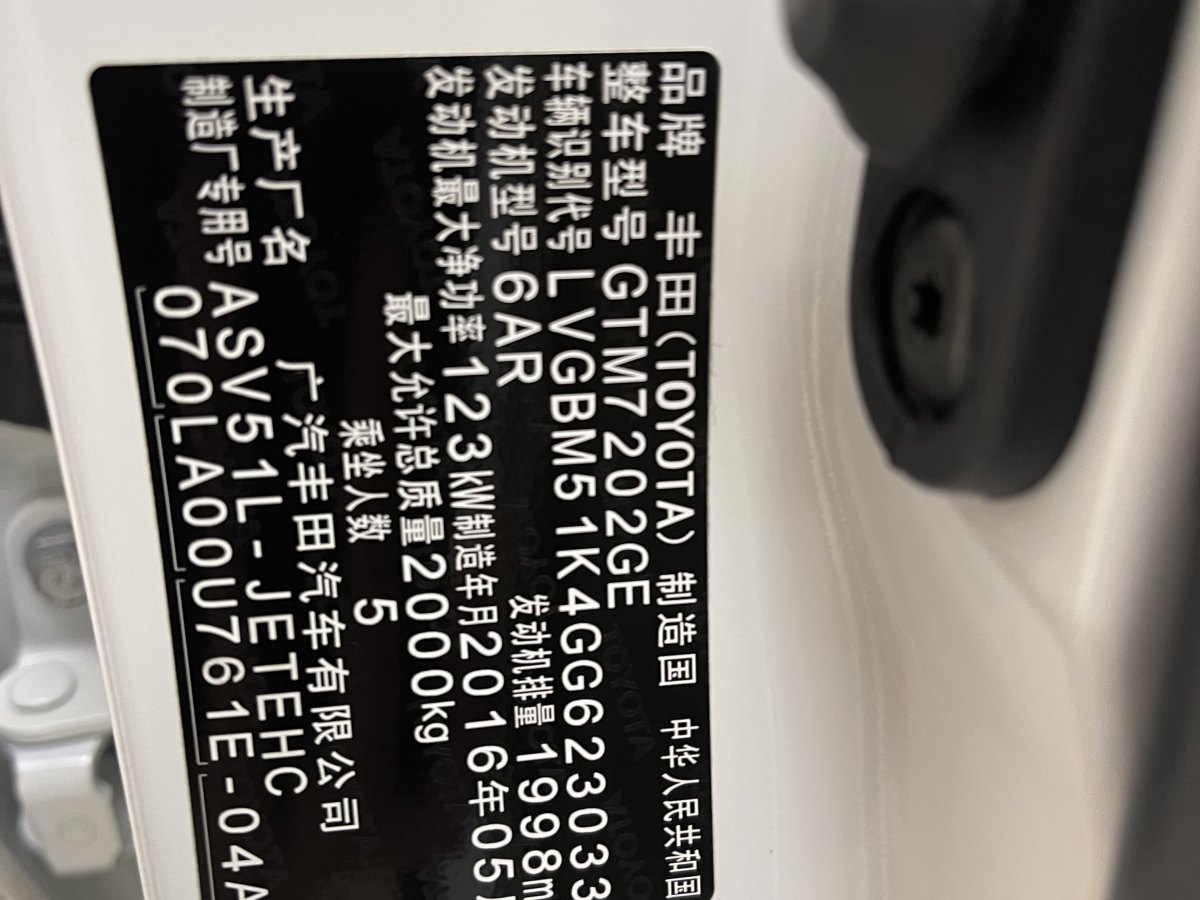 品牌 丰田(TOYOTA) 制造国 中华人民共和国
整车型号 GTM7202GE
车辆识别代号 LVGBM51K4GG623033
发动机型号 6AR 发动机排量 1998m
发动机最大净功率 123kW 制造年月 2016年05
最大允许总质量 2000kg
乘坐人数 5
生产厂名 广汽丰田汽车有限公司
制造厂专用号 ASV51L-JETEHC
070LA00U761E-04A